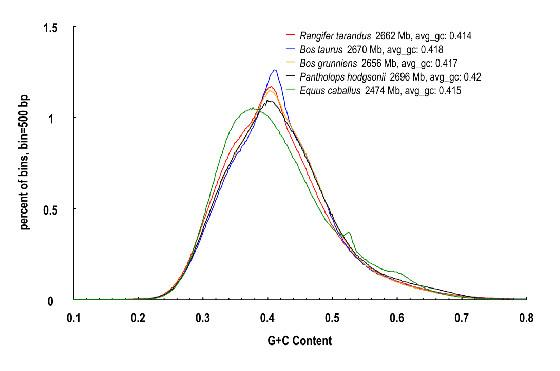 1.5
1
0.5
0
percent of bins, bin=500 bp
Rangifer tarandus 2662 Mb, avg_gc: 0.414
Bos taurus 2670 Mb, avg_gc: 0.418
Bos grunniens 2656 Mb, avg_gc: 0.417
Pantholops hodgsonii 2696 Mb, avg_gc: 0.42
Equus caballus 2474 Mb, avg_gc: 0.415
0.1 0.2 0.3 0.4 0.5 0.6 0.7 0.8
G+C Content